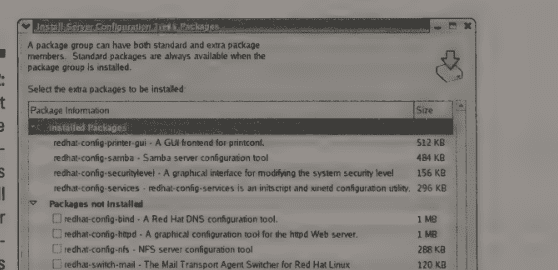 Install Server Configuration Tools Packages
A package group can have both standard and extra package
members. Standard packages are always available when the
package group is installed.
Select the extra packages to be installed:
Package Information Size
Installed Packages
redhat-config-printer-gui - A GUI frontend for printconf. 512 KB
redhat-config-samba - Samba server configuration tool 484 KB
redhat-config-securitylevel - A graphical interface for modifying the system security level 156 KB
redhat-config-services - redhat-config-services is an initscript and xinetd configuration utility. 296 KB
Packages not installed
redhat-config-bind - A Red Hat DNS configuration tool. 1 MB
redhat-config-httpd - A graphical configuration tool for the httpd Web server. 1 MB
redhat-config-nfs - NFS server configuration tool 288 KB
redhat-switch-mail - The Mail Transport Agent Switcher for Red Hat Linux 120 KB